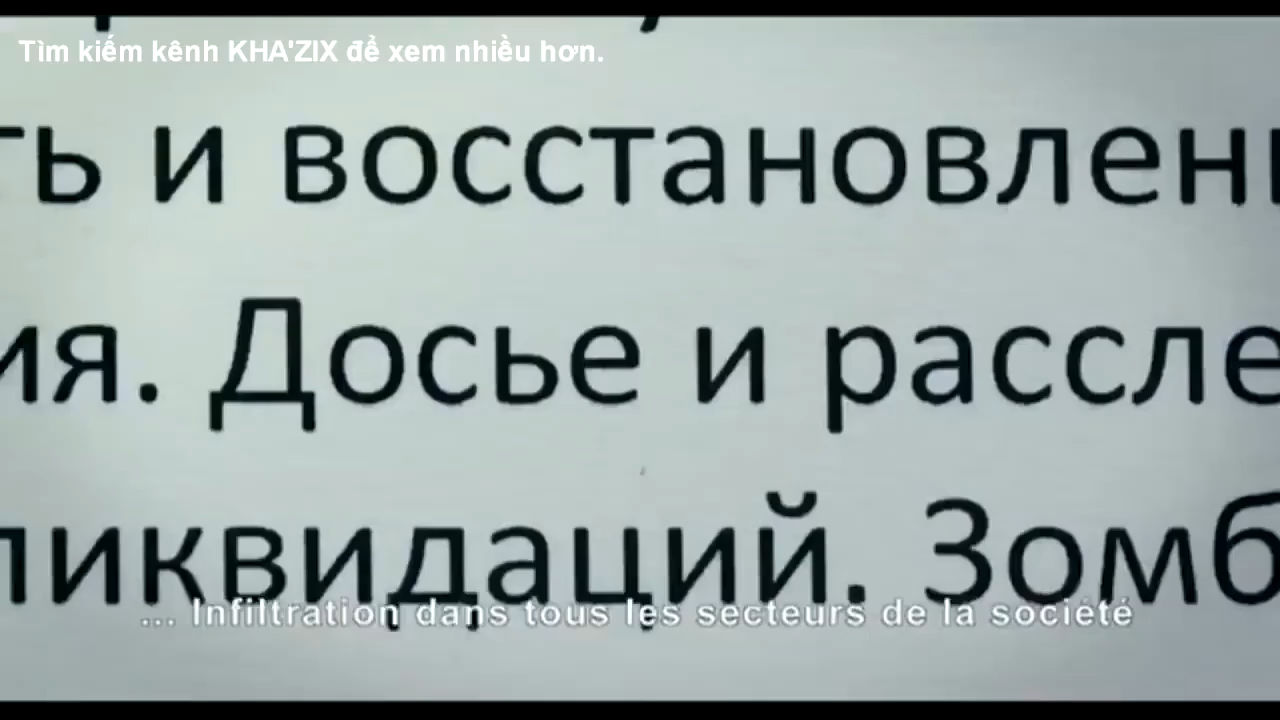 Tìm kiếm kênh KHA'ZIX để xem nhiều hơn.
ть и восстановлен
ия. Досье и рассле
ликвидаций. Зомб
... Infiltration dans tous les secteurs de la société